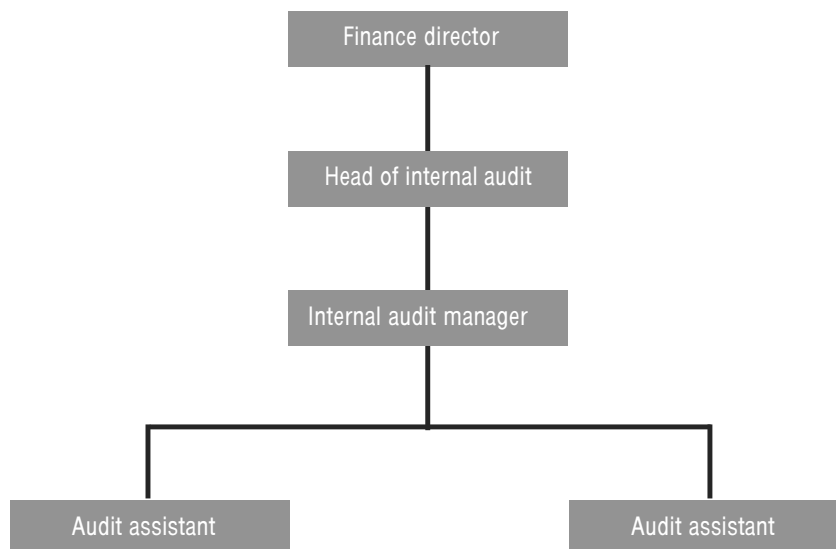 Finance director
Head of internal audit
Internal audit manager
Audit assistant
Audit assistant